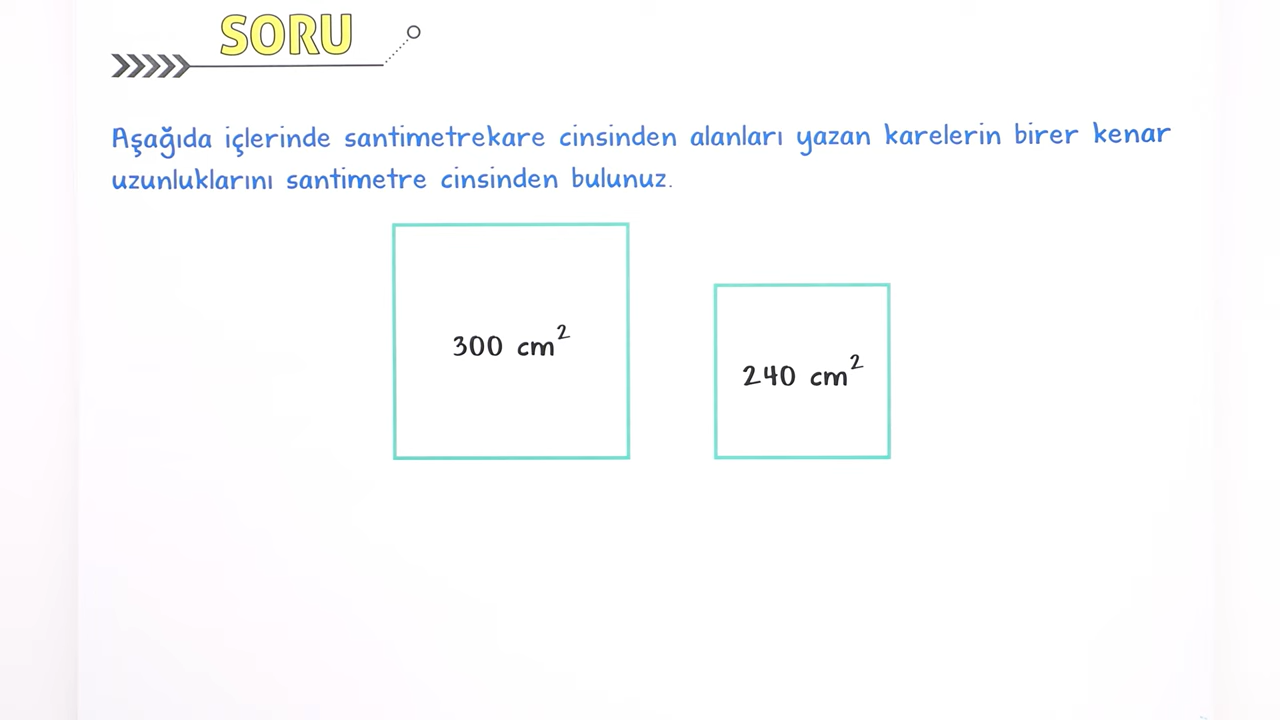 SORU
Aşağıda içlerinde santimetrekare cinsinden alanları yazan karelerin birer kenar
uzunluklarını santimetre cinsinden bulunuz.
300 cm²
240 cm²